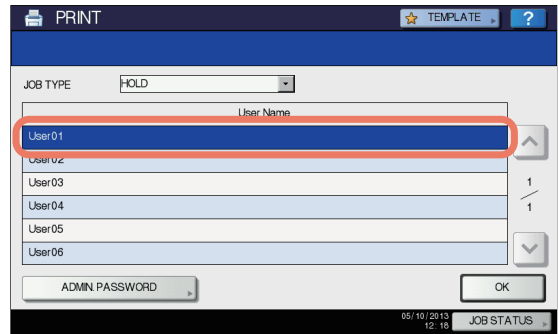 PRINT
TEMPLATE
?
JOB TYPE
HOLD
User Name
User01
User02
User03
User04
User05
User06
1
1
ADMIN. PASSWORD
OK
05/10/2013
12:18
JOB STATUS